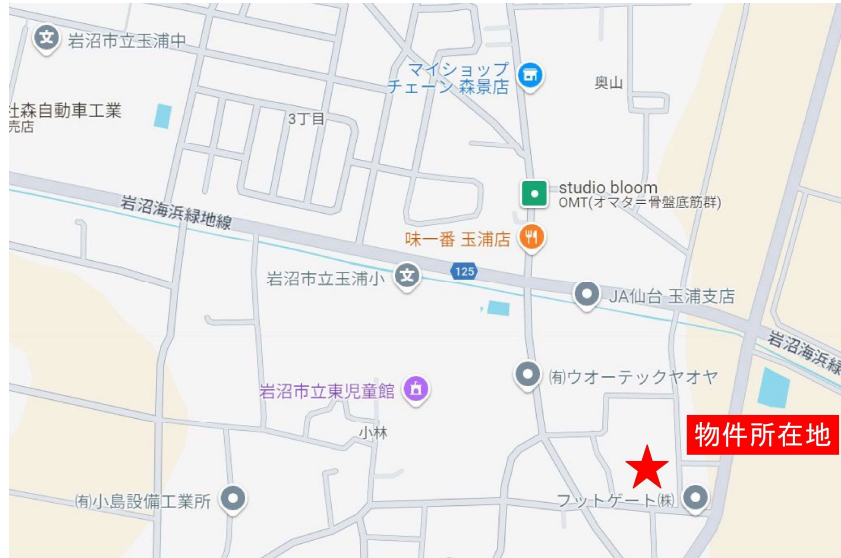 岩沼市立玉浦中
マイショップ
チェーン 森景店
奥山
杜森自動車工業
売店
3丁目
studio bloom
OMT(オマタニ骨盤底筋群)
岩沼海浜緑地線
味一番 玉浦店
125
岩沼市立玉浦小
JA仙台 玉浦支店
岩沼海浜緑
(有)ウオーテックヤオヤ
岩沼市立東児童館
小林
物件所在地
(有)小島設備工業所
フットゲート(株)